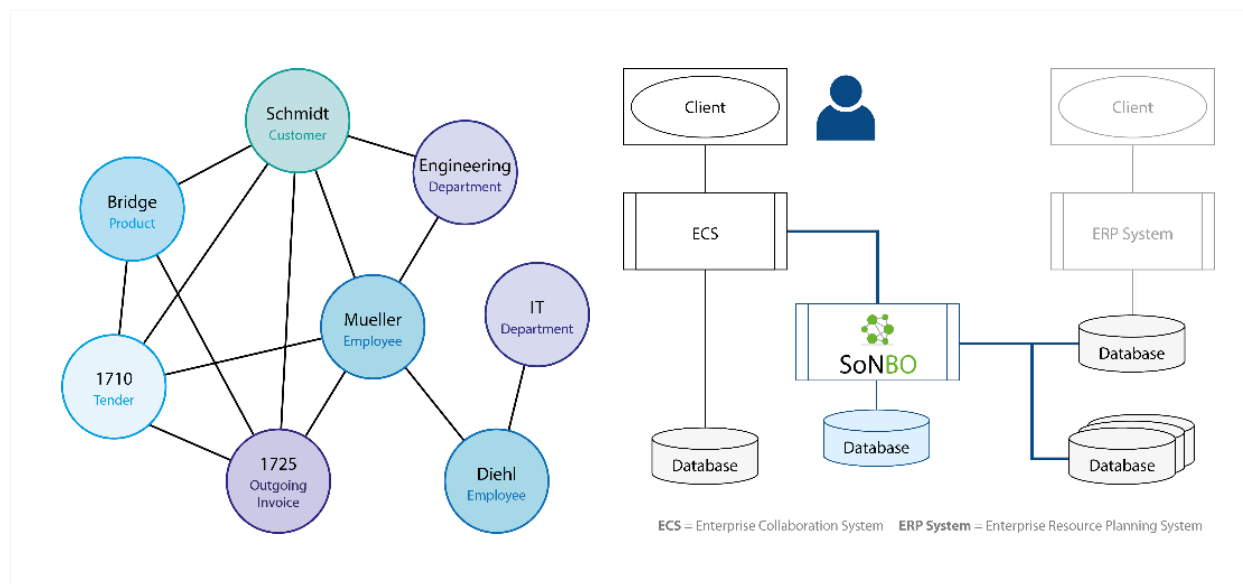 Schmidt
Customer
Engineering
Department
Bridge
Product
IT
Department
Mueller
Employee
1710
Tender
1725
Outgoing
Invoice
Diehl
Employee
Client
Client
ECS
ERP System
SoNBO
Database
Database
Database
Database
ECS = Enterprise Collaboration System ERP System = Enterprise Resource Planning System